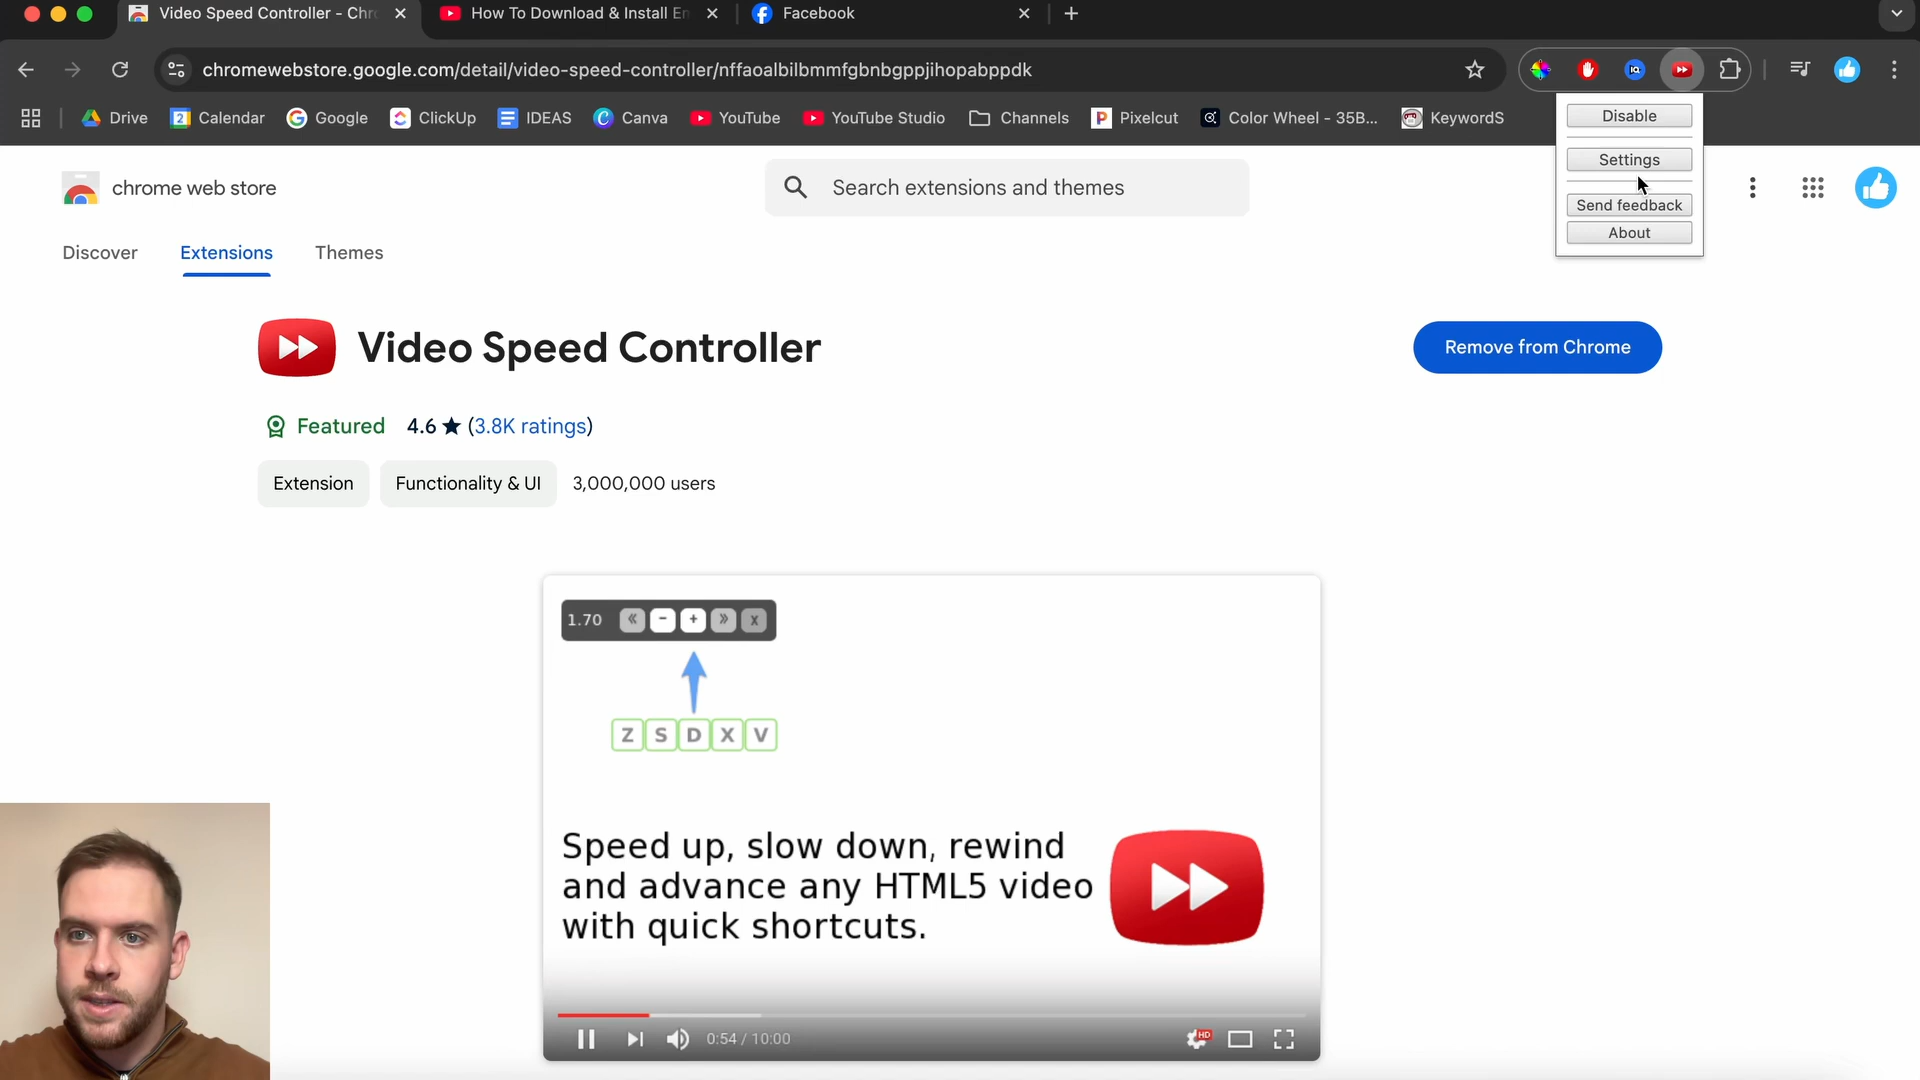 Video Speed Controller - Chr
How To Download & Install En
Facebook
chromewebstore.google.com/detail/video-speed-controller/nffaoalbilbmmfgbnbgppjihopabppdk
Drive
Calendar
Google
ClickUp
IDEAS
Canva
YouTube
YouTube Studio
Channels
Pixelcut
Color Wheel - 35B...
KeywordS
Disable
Settings
Send feedback
About
chrome web store
Search extensions and themes
Discover
Extensions
Themes
Video Speed Controller
Remove from Chrome
Featured 4.6 ★ (3.8K ratings)
Extension
Functionality & UI
3,000,000 users
1.70 « - + » x
Z S D X V
Speed up, slow down, rewind
and advance any HTML5 video
with quick shortcuts.
0:54 / 10:00
HD